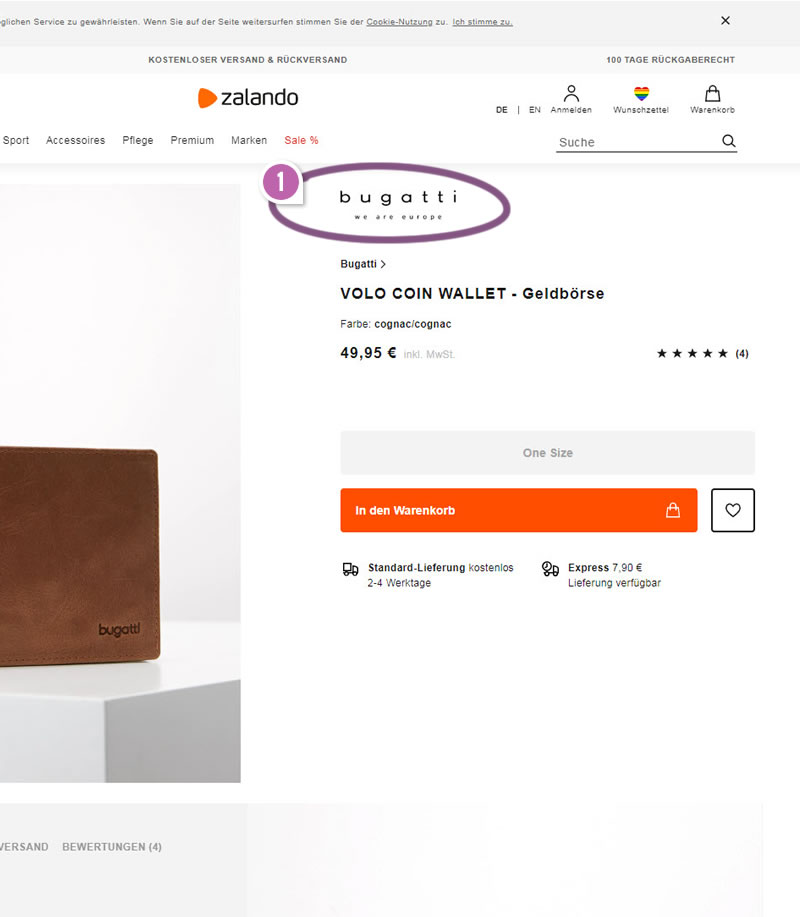 glichen Service zu gewährleisten. Wenn Sie auf der Seite weitersurfen stimmen Sie der Cookie-Nutzung zu. Ich stimme zu.
KOSTENLOSER VERSAND & RÜCKVERSAND
100 TAGE RÜCKGABERECHT
zalando
DE | EN
Anmelden
Wunschzettel
Warenkorb
Sport Accessoires Pflege Premium Marken Sale %
Suche
1
bugatti
we are europe
Bugatti >
VOLO COIN WALLET - Geldbörse
Farbe: cognac/cognac
49,95 € inkl. MwSt.
★ ★ ★ ★ ★ (4)
One Size
In den Warenkorb
Standard-Lieferung kostenlos
2-4 Werktage
Express 7,90 €
Lieferung verfügbar
bugatti
VERSAND BEWERTUNGEN (4)